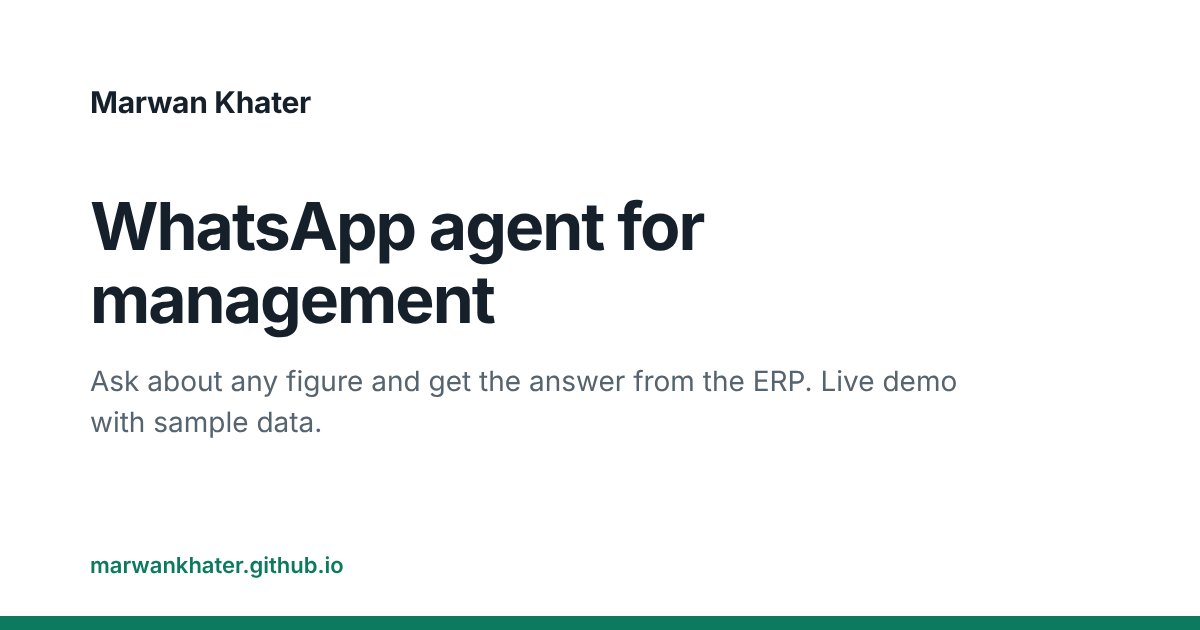 Marwan Khater
WhatsApp agent for
management
Ask about any figure and get the answer from the ERP. Live demo
with sample data.
marwankhater.github.io